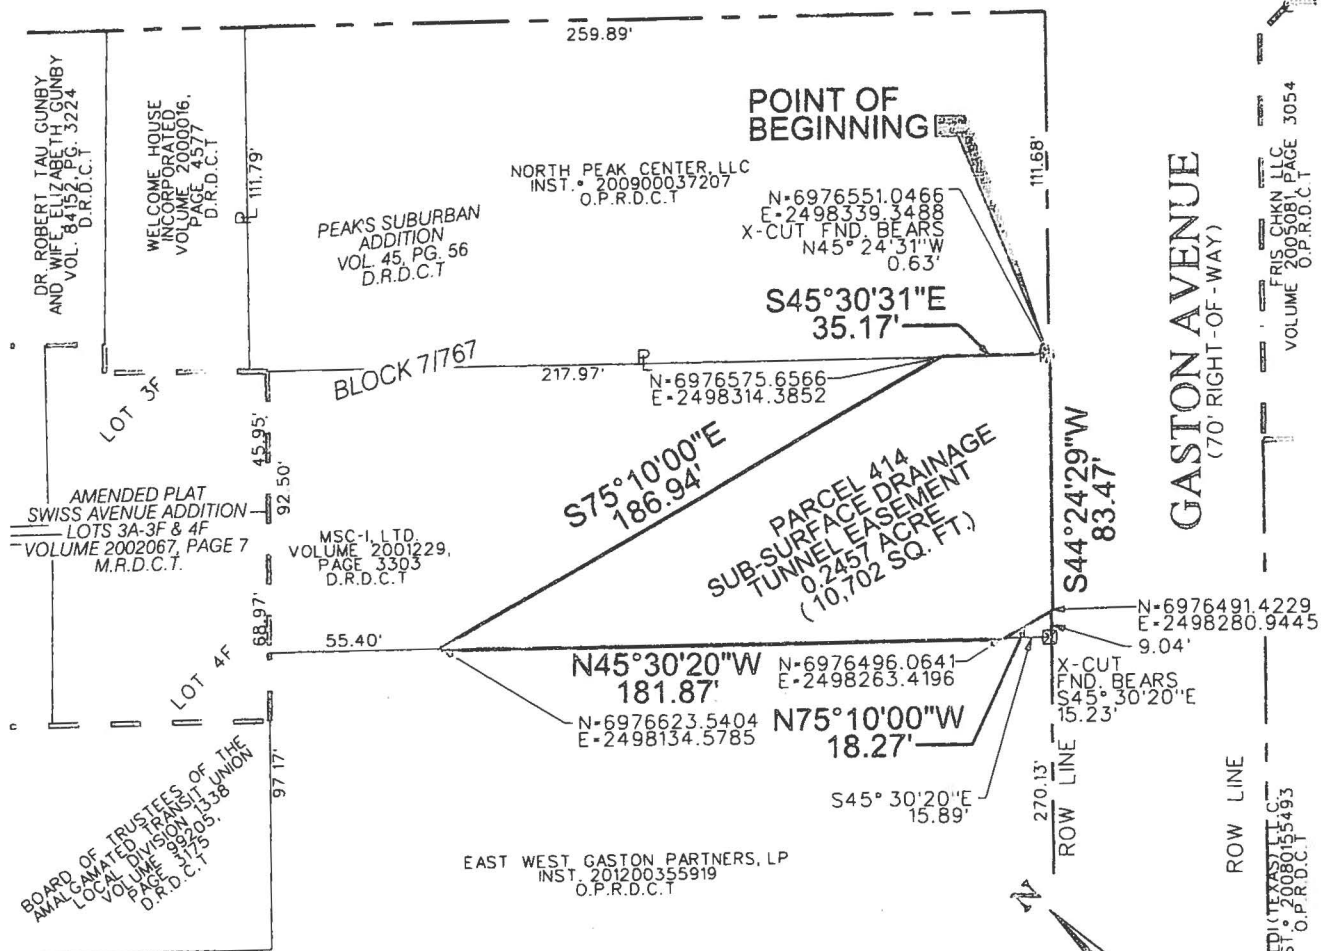 259.89'
DR. ROBERT TAU GUNBY
AND WIFE, ELIZABETH GUNBY
VOL. 84152, PG. 3224
D.R.D.C.T
WELCOME HOUSE
INCORPORATED
VOLUME 2000016,
PAGE 4577
D.R.D.C.T
111.79'
PEAK'S SUBURBAN
ADDITION
VOL. 45, PG. 56
D.R.D.C.T
NORTH PEAK CENTER, LLC
INST.° 200900037207
O.P.R.D.C.T
POINT OF
BEGINNING
N=6976551.0466
E=2498339.3488
X-CUT FND. BEARS
N45°24'31"W
0.63'
111.68'
S45°30'31"E
35.17'
GASTON AVENUE
(70' RIGHT-OF-WAY)
FRIS CHKN LLC
VOLUME 2005081 PAGE 3054
O.P.R.D.C.T
LOT 3F
BLOCK 7/767
217.97'
N=6976575.6566
E=2498314.3852
45.95'
92.50'
68.97'
AMENDED PLAT
SWISS AVENUE ADDITION
LOTS 3A-3F & 4F
VOLUME 2002067, PAGE 7
M.R.D.C.T.
MSC-I, LTD.
VOLUME 2001229,
PAGE 3303
D.R.D.C.T
S75°10'00"E
186.94'
PARCEL 414
SUB-SURFACE DRAINAGE
TUNNEL EASEMENT
0.2457 ACRE
(10,702 SQ. FT.)
S44°24'29"W
83.47'
LOT 4F
55.40'
N45°30'20"W
181.87'
N=6976623.5404
E=2498134.5785
N=6976496.0641
E=2498263.4196
N75°10'00"W
18.27'
N=6976491.4229
E=2498280.9445
9.04'
X-CUT
FND. BEARS
S45°30'20"E
15.23'
S45°30'20"E
15.89'
270.13'
ROW LINE
ROW LINE
97.17'
BOARD OF TRUSTEES OF THE
AMALGAMATED TRANSIT UNION
LOCAL DIVISION 1338
VOLUME 99205,
PAGE 3175
D.R.D.C.T
EAST WEST GASTON PARTNERS, LP
INST. 201200355919
O.P.R.D.C.T
N
(TEXAS) L.L.C.
20080155493
O.P.R.D.C.T